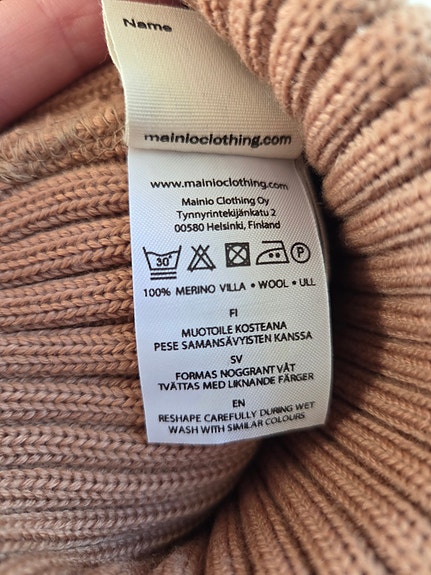 Name
mainioclothing.com
www.mainioclothing.com
Mainio Clothing Oy
Tynnyrintekijänkatu 2
00580 Helsinki, Finland
30° P
100% MERINO VILLA • WOOL • ULL
FI
MUOTOILE KOSTEANA
PESE SAMANSÄVYISTEN KANSSA
SV
FORMAS NOGGRANT VÅT
TVÄTTAS MED LIKNANDE FÄRGER
EN
RESHAPE CAREFULLY DURING WET
WASH WITH SIMILAR COLOURS